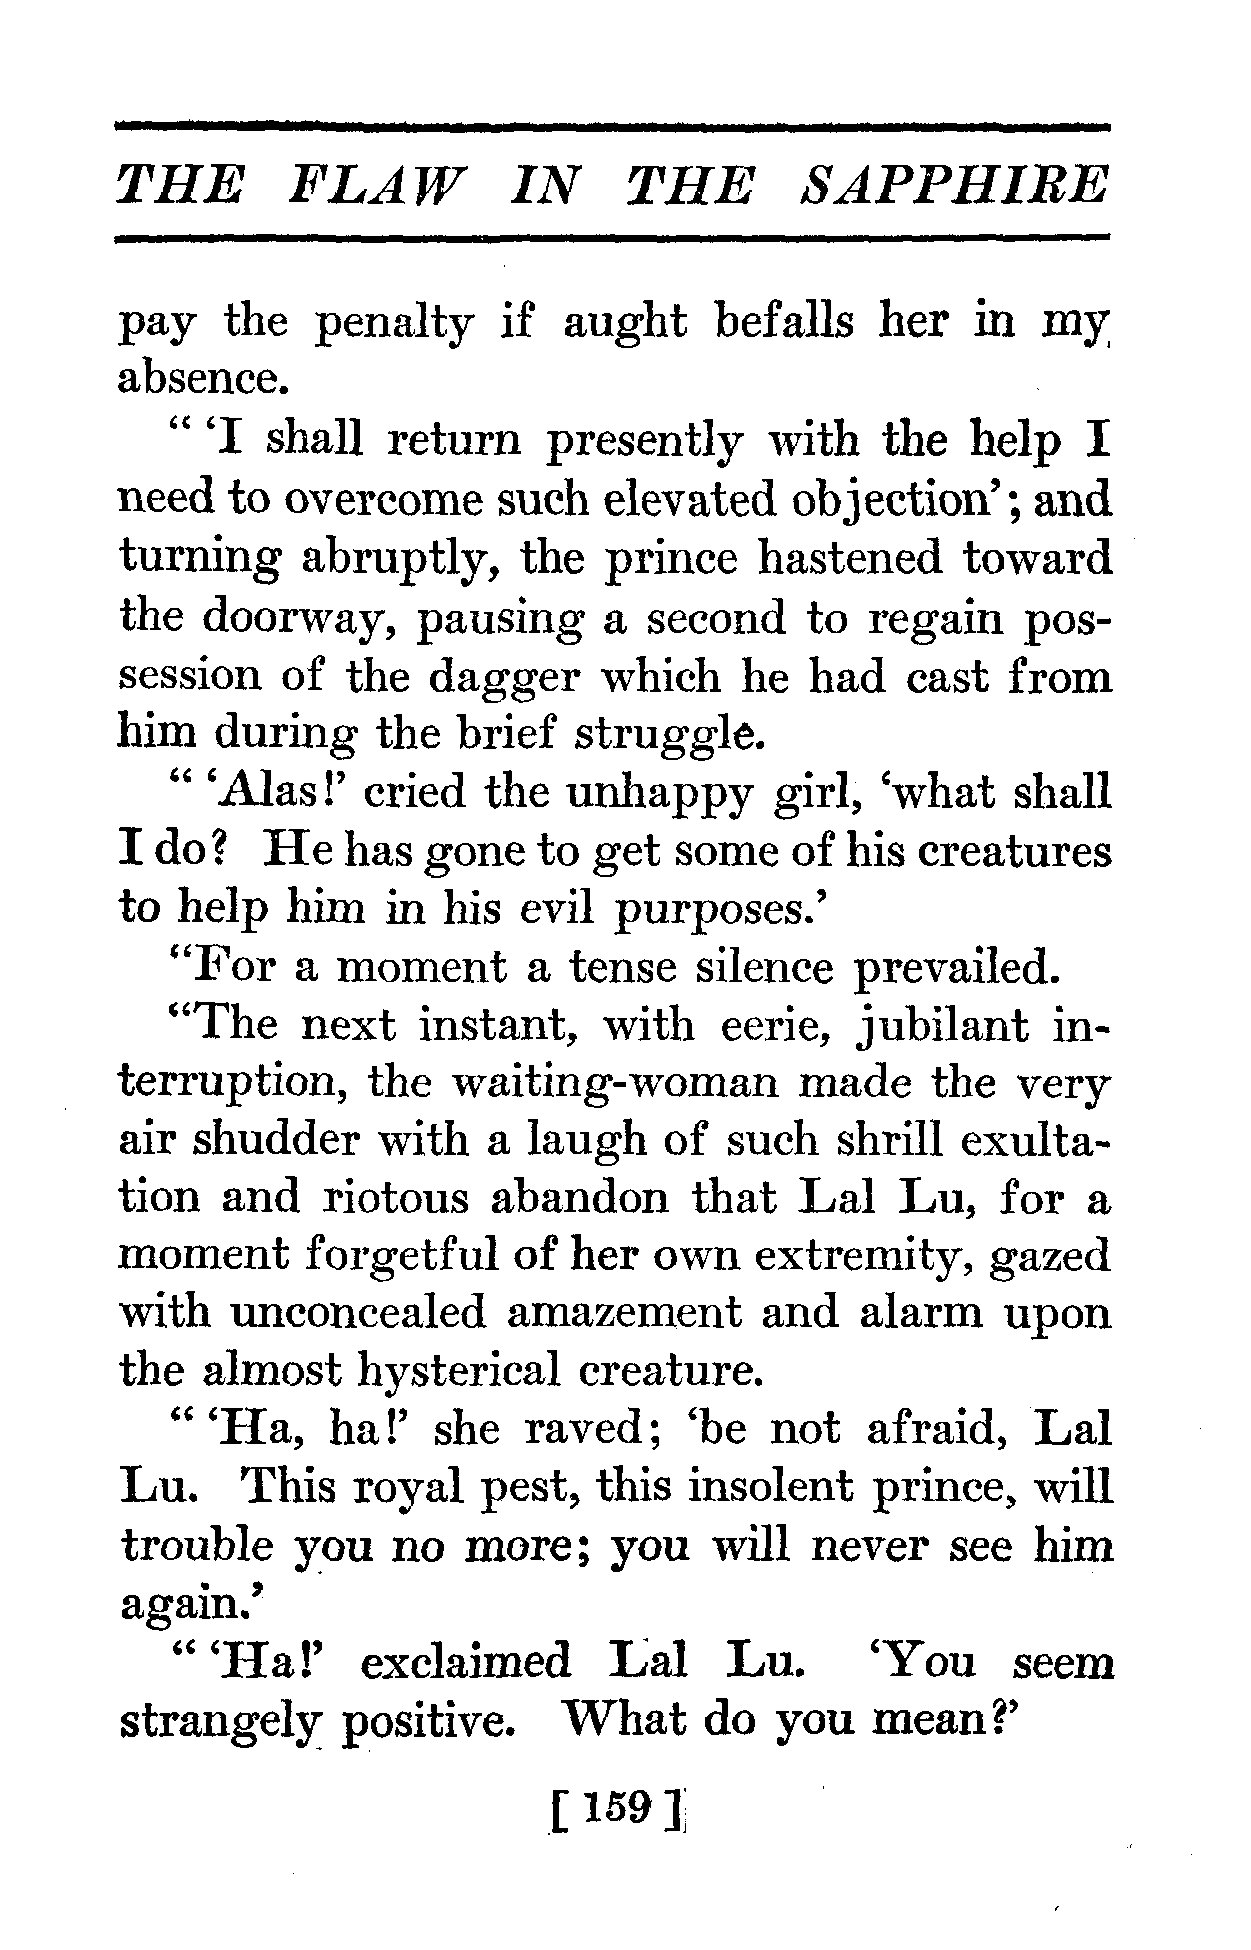 THE FLAW IN THE SAPPHIRE
pay the penalty if aught befalls her in my
absence.
“ ‘I shall return presently with the help I
need to overcome such elevated objection’; and
turning abruptly, the prince hastened toward
the doorway, pausing a second to regain pos-
session of the dagger which he had cast from
him during the brief struggle.
“ ‘Alas!’ cried the unhappy girl, ‘what shall
I do? He has gone to get some of his creatures
to help him in his evil purposes.’
“For a moment a tense silence prevailed.
“The next instant, with eerie, jubilant in-
terruption, the waiting-woman made the very
air shudder with a laugh of such shrill exulta-
tion and riotous abandon that Lal Lu, for a
moment forgetful of her own extremity, gazed
with unconcealed amazement and alarm upon
the almost hysterical creature.
“ ‘Ha, ha!’ she raved; ‘be not afraid, Lal
Lu. This royal pest, this insolent prince, will
trouble you no more; you will never see him
again.’
“ ‘Ha!’ exclaimed Lal Lu. ‘You seem
strangely positive. What do you mean?’
[ 159 ]